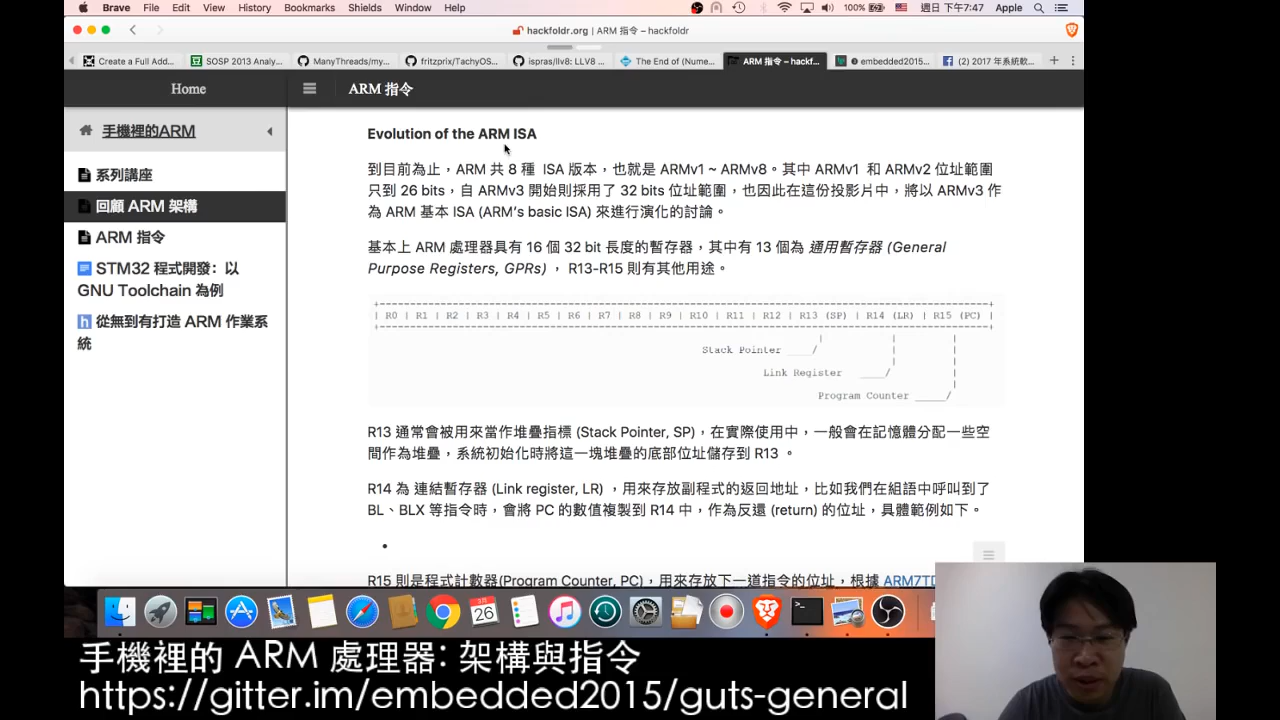 Brave File Edit View History Bookmarks Shields Window Help 100% 週日 下午7:47 Apple
hackfoldr.org | ARM 指令 – hackfoldr
Create a Full Add... SOSP 2013 Analy... ManyThreads/my... fritzprix/TachyOS... ispras/llv8: LLV8 ... The End of (Nume... ARM 指令 – hackf... embedded2015... (2) 2017 年系統軟...
Home ARM 指令
手機裡的ARM
系列講座
回顧 ARM 架構
ARM 指令
STM32 程式開發：以
GNU Toolchain 為例
從無到有打造 ARM 作業系
統
Evolution of the ARM ISA
到目前為止，ARM 共 8 種 ISA 版本，也就是 ARMv1 ~ ARMv8。其中 ARMv1 和 ARMv2 位址範圍
只到 26 bits，自 ARMv3 開始則採用了 32 bits 位址範圍，也因此在這份投影片中，將以 ARMv3 作
為 ARM 基本 ISA (ARM’s basic ISA) 來進行演化的討論。
基本上 ARM 處理器具有 16 個 32 bit 長度的暫存器，其中有 13 個為 通用暫存器 (General
Purpose Registers, GPRs) ， R13-R15 則有其他用途。
| R0 | R1 | R2 | R3 | R4 | R5 | R6 | R7 | R8 | R9 | R10 | R11 | R12 | R13 (SP) | R14 (LR) | R15 (PC) |
Stack Pointer ____/
Link Register ____/
Program Counter _____/
R13 通常會被用來當作堆疊指標 (Stack Pointer, SP)，在實際使用中，一般會在記憶體分配一些空
間作為堆疊，系統初始化時將這一塊堆疊的底部位址儲存到 R13 。
R14 為 連結暫存器 (Link register, LR) ，用來存放副程式的返回地址，比如我們在組語中呼叫到了
BL、BLX 等指令時，會將 PC 的數值複製到 R14 中，作為反還 (return) 的位址，具體範例如下。
R15 則是程式計數器(Program Counter, PC)，用來存放下一道指令的位址，根據 ARM7TD
26
手機裡的 ARM 處理器: 架構與指令
https://gitter.im/embedded2015/guts-general